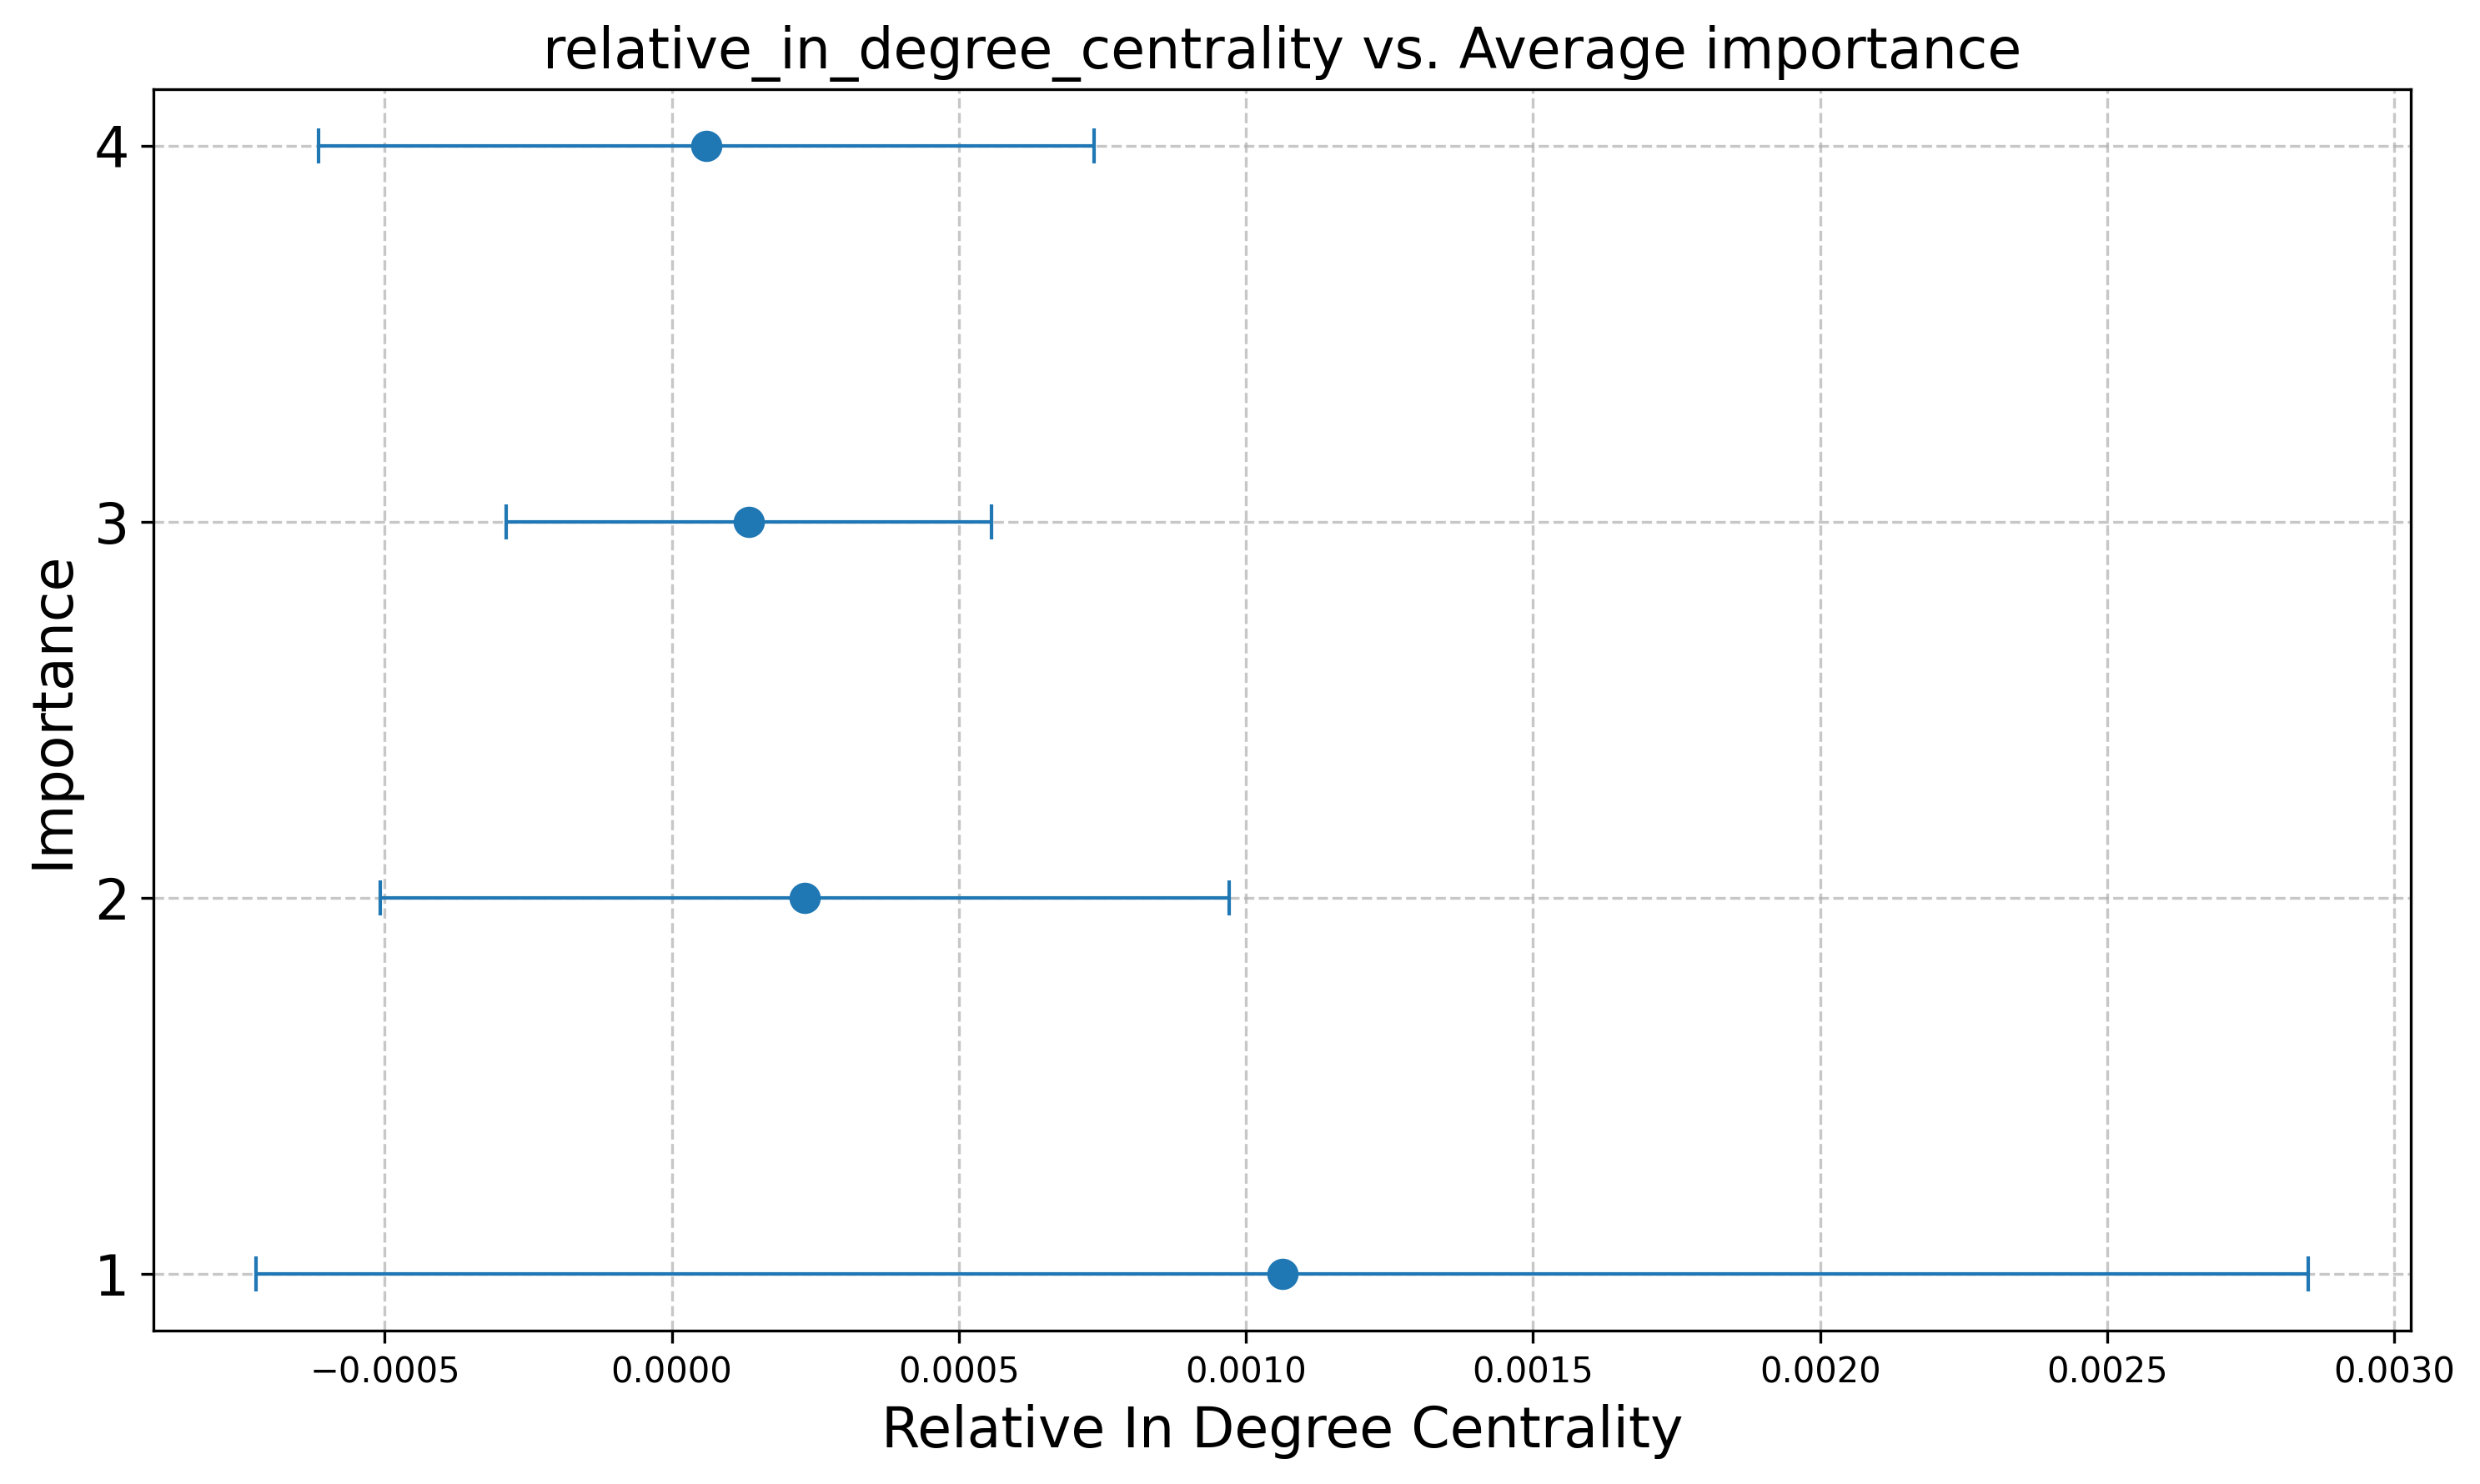 relative_in_degree_centrality vs. Average importance
4
3
2
1
Importance
−0.0005 0.0000 0.0005 0.0010 0.0015 0.0020 0.0025 0.0030
Relative In Degree Centrality